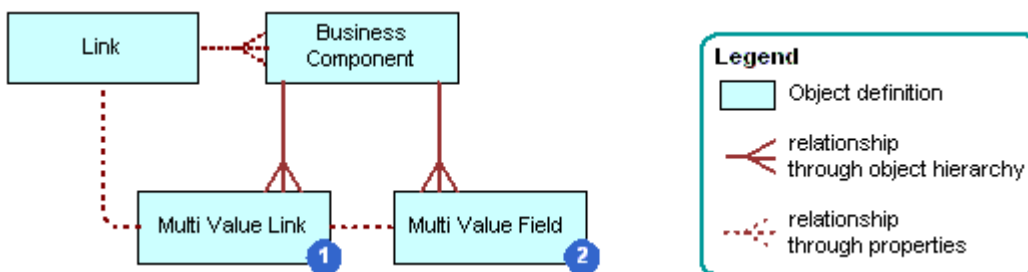 Link
Business
Component
Multi Value Link
1
Multi Value Field
2
Legend
Object definition
relationship
through object hierarchy
relationship
through properties